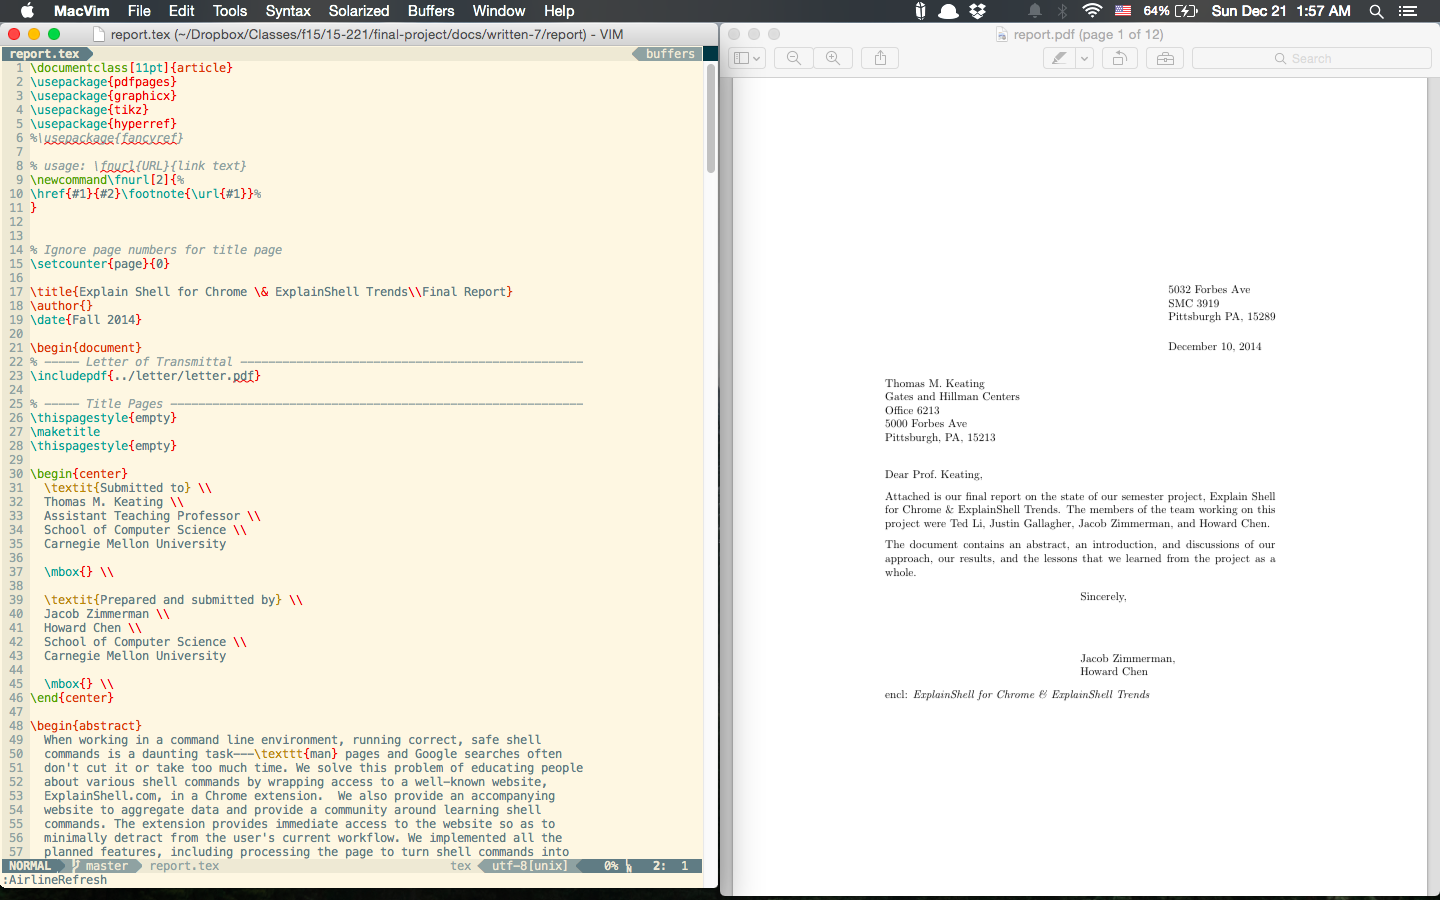 MacVim File Edit Tools Syntax Solarized Buffers Window Help 64% Sun Dec 21 1:57 AM
report.tex (~/Dropbox/Classes/f15/15-221/final-project/docs/written-7/report) - VIM
report.tex buffers
1 \documentclass[11pt]{article}
2 \usepackage{pdfpages}
3 \usepackage{graphicx}
4 \usepackage{tikz}
5 \usepackage{hyperref}
6 %\usepackage{fancyref}
7
8 % usage: \fnurl{URL}{link text}
9 \newcommand\fnurl[2]{%
10 \href{#1}{#2}\footnote{\url{#1}}%
11 }
12
13
14 % Ignore page numbers for title page
15 \setcounter{page}{0}
16
17 \title{Explain Shell for Chrome \& ExplainShell Trends\\Final Report}
18 \author{}
19 \date{Fall 2014}
20
21 \begin{document}
22 % ----- Letter of Transmittal -------------------------------------------------
23 \includepdf{../letter/letter.pdf}
24
25 % ----- Title Pages -----------------------------------------------------------
26 \thispagestyle{empty}
27 \maketitle
28 \thispagestyle{empty}
29
30 \begin{center}
31 \textit{Submitted to} \\
32 Thomas M. Keating \\
33 Assistant Teaching Professor \\
34 School of Computer Science \\
35 Carnegie Mellon University
36
37 \mbox{} \\
38
39 \textit{Prepared and submitted by} \\
40 Jacob Zimmerman \\
41 Howard Chen \\
42 School of Computer Science \\
43 Carnegie Mellon University
44
45 \mbox{} \\
46 \end{center}
47
48 \begin{abstract}
49 When working in a command line environment, running correct, safe shell
50 commands is a daunting task---\texttt{man} pages and Google searches often
51 don't cut it or take too much time. We solve this problem of educating people
52 about various shell commands by wrapping access to a well-known website,
53 ExplainShell.com, in a Chrome extension.  We also provide an accompanying
54 website to aggregate data and provide a community around learning shell
55 commands. The extension provides immediate access to the website so as to
56 minimally detract from the user's current workflow. We implemented all the
57 planned features, including processing the page to turn shell commands into
NORMAL master report.tex tex utf-8[unix] 0% 2: 1
:AirlineRefresh
report.pdf (page 1 of 12)
Search
5032 Forbes Ave
SMC 3919
Pittsburgh PA, 15289
December 10, 2014
Thomas M. Keating
Gates and Hillman Centers
Office 6213
5000 Forbes Ave
Pittsburgh, PA, 15213
Dear Prof. Keating,
Attached is our final report on the state of our semester project, Explain Shell
for Chrome & ExplainShell Trends. The members of the team working on this
project were Ted Li, Justin Gallagher, Jacob Zimmerman, and Howard Chen.
The document contains an abstract, an introduction, and discussions of our
approach, our results, and the lessons that we learned from the project as a
whole.
Sincerely,
Jacob Zimmerman,
Howard Chen
encl: ExplainShell for Chrome & ExplainShell Trends